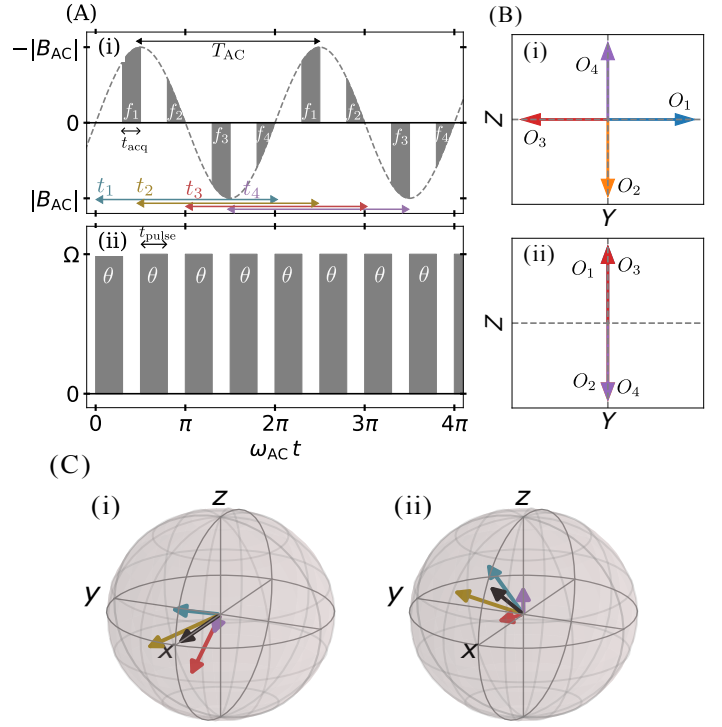 (A)
(i)
−|B_AC|
T_AC
0
f₁ f₂ f₃ f₄ f₁ f₂ f₃ f₄
t_acq
t₁ t₂ t₃ t₄
|B_AC|
(ii)
t_pulse
Ω
θ θ θ θ θ θ θ θ
0
0 π 2π 3π 4π
ω_AC t
(B)
(i)
O₄
O₁
Z
O₃
O₂
Y
(ii)
O₁ O₃
Z
O₂ O₄
Y
(C)
(i)
z
y
x
(ii)
z
y
x